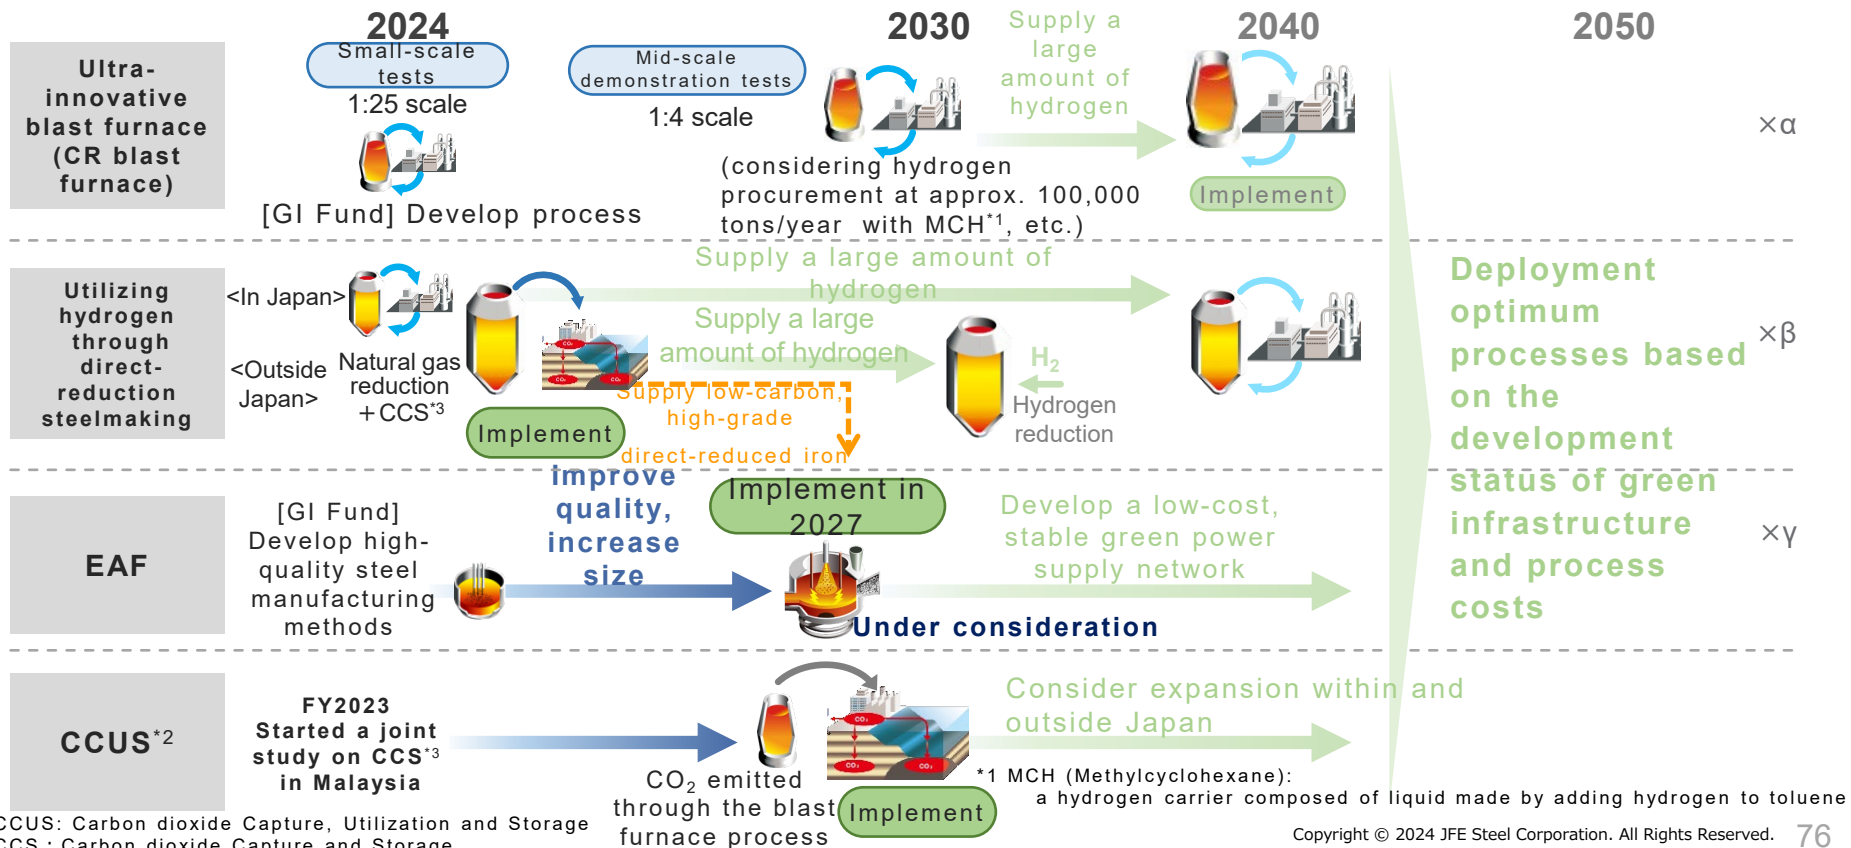 2024
2030
2040
2050
Ultra-
innovative
blast furnace
(CR blast
furnace)
Small-scale
tests
1:25 scale
[GI Fund] Develop process
Mid-scale
demonstration tests
1:4 scale
(considering hydrogen
procurement at approx. 100,000
tons/year with MCH*1, etc.)
Supply a
large
amount of
hydrogen
Implement
×α
Utilizing
hydrogen
through
direct-
reduction
steelmaking
<In Japan>
<Outside
Japan>
Natural gas
reduction
+CCS*3
Implement
Supply a large amount of
hydrogen
Supply a large
amount of hydrogen
CO₂
CO₂
CO₂
Supply low-carbon,
high-grade
direct-reduced iron
H2
Hydrogen
reduction
×β
EAF
[GI Fund]
Develop high-
quality steel
manufacturing
methods
Improve
quality,
increase
size
Implement in
2027
Under consideration
Develop a low-cost,
stable green power
supply network
×γ
Deployment
optimum
processes based
on the
development
status of green
infrastructure
and process
costs
CCUS*2
FY2023
Started a joint
study on CCS*3
in Malaysia
CO2 emitted
through the blast
furnace process
CO₂
CO₂
CO₂
Implement
Consider expansion within and
outside Japan
*1 MCH (Methylcyclohexane):
a hydrogen carrier composed of liquid made by adding hydrogen to toluene
CCUS: Carbon dioxide Capture, Utilization and Storage
CCS : Carbon dioxide Capture and Storage
Copyright © 2024 JFE Steel Corporation. All Rights Reserved.
76